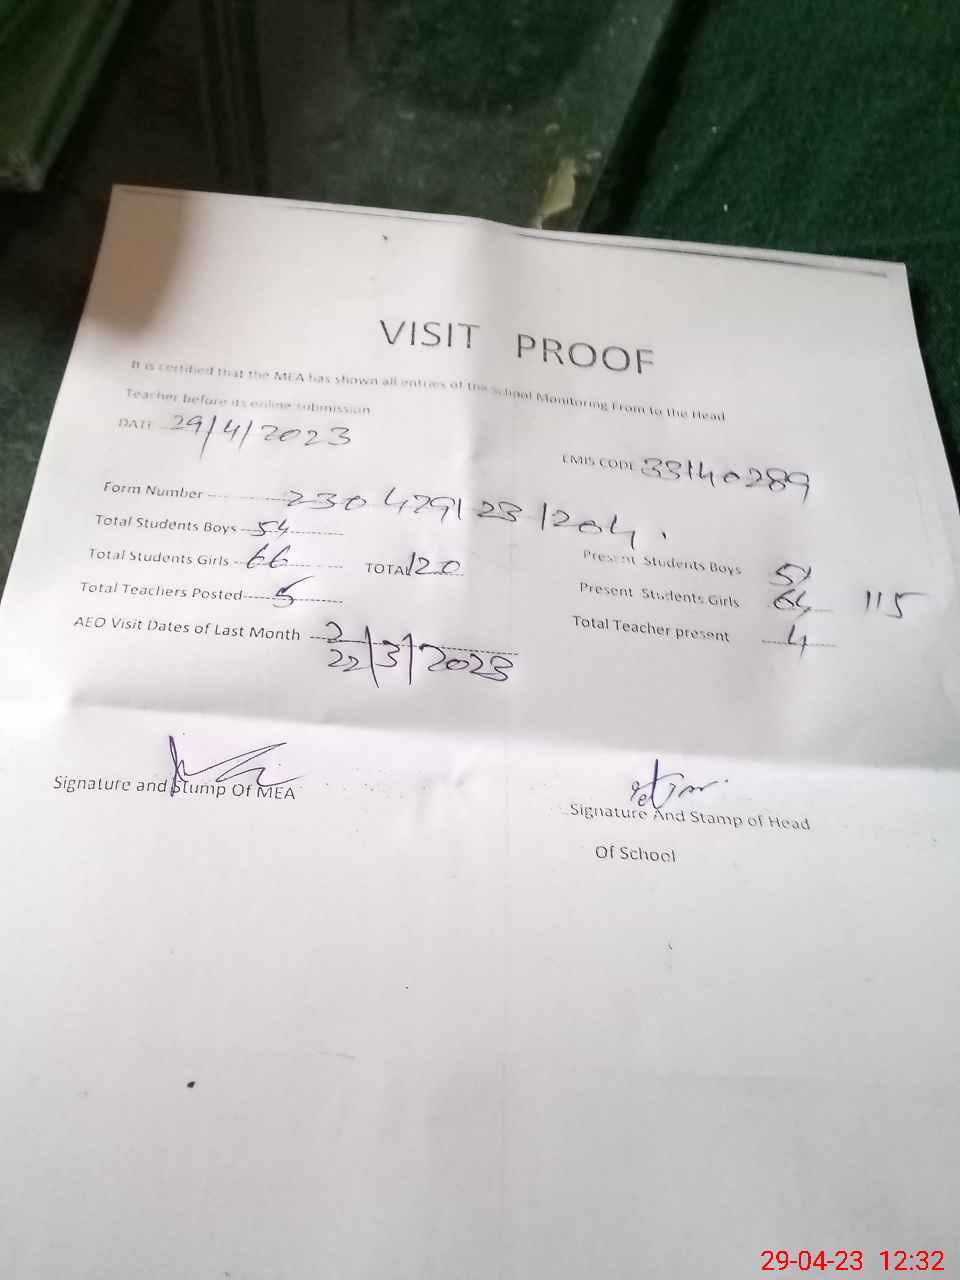 VISIT PROOF
It is certified that the MEA has shown all entries of the School Monitoring From to the Head
Teacher before its online submission
DATE 29/4/2023
EMIS CODE 33140289
Form Number ---- 230 429123 1204.
Total Students Boys 54
Present Students Boys 51
Total Students Girls 66 TOTAL 120
Present Students Girls 64 115
Total Teachers Posted 5
Total Teacher present 4
AEO Visit Dates of Last Month 2
22/3/2023
Signature and Stump Of MEA
Signature And Stamp of Head
Of School
29-04-23 12:32